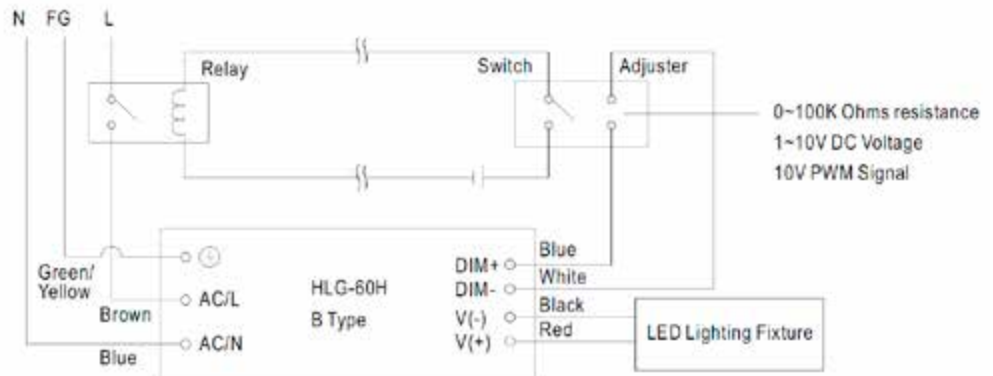 N FG L
Relay
Switch
Adjuster
0~100K Ohms resistance
1~10V DC Voltage
10V PWM Signal
Green/
Yellow
Brown
Blue
AC/L
AC/N
HLG-60H
B Type
DIM+
DIM-
V(-)
V(+)
Blue
White
Black
Red
LED Lighting Fixture